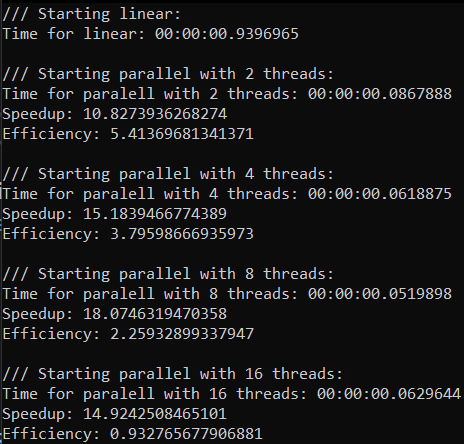 /// Starting linear:
Time for linear: 00:00:00.9396965
/// Starting parallel with 2 threads:
Time for paralell with 2 threads: 00:00:00.0867888
Speedup: 10.8273936268274
Efficiency: 5.41369681341371
/// Starting parallel with 4 threads:
Time for paralell with 4 threads: 00:00:00.0618875
Speedup: 15.1839466774389
Efficiency: 3.79598666935973
/// Starting parallel with 8 threads:
Time for paralell with 8 threads: 00:00:00.0519898
Speedup: 18.0746319470358
Efficiency: 2.25932899337947
/// Starting parallel with 16 threads:
Time for paralell with 16 threads: 00:00:00.0629644
Speedup: 14.9242508465101
Efficiency: 0.932765677906881